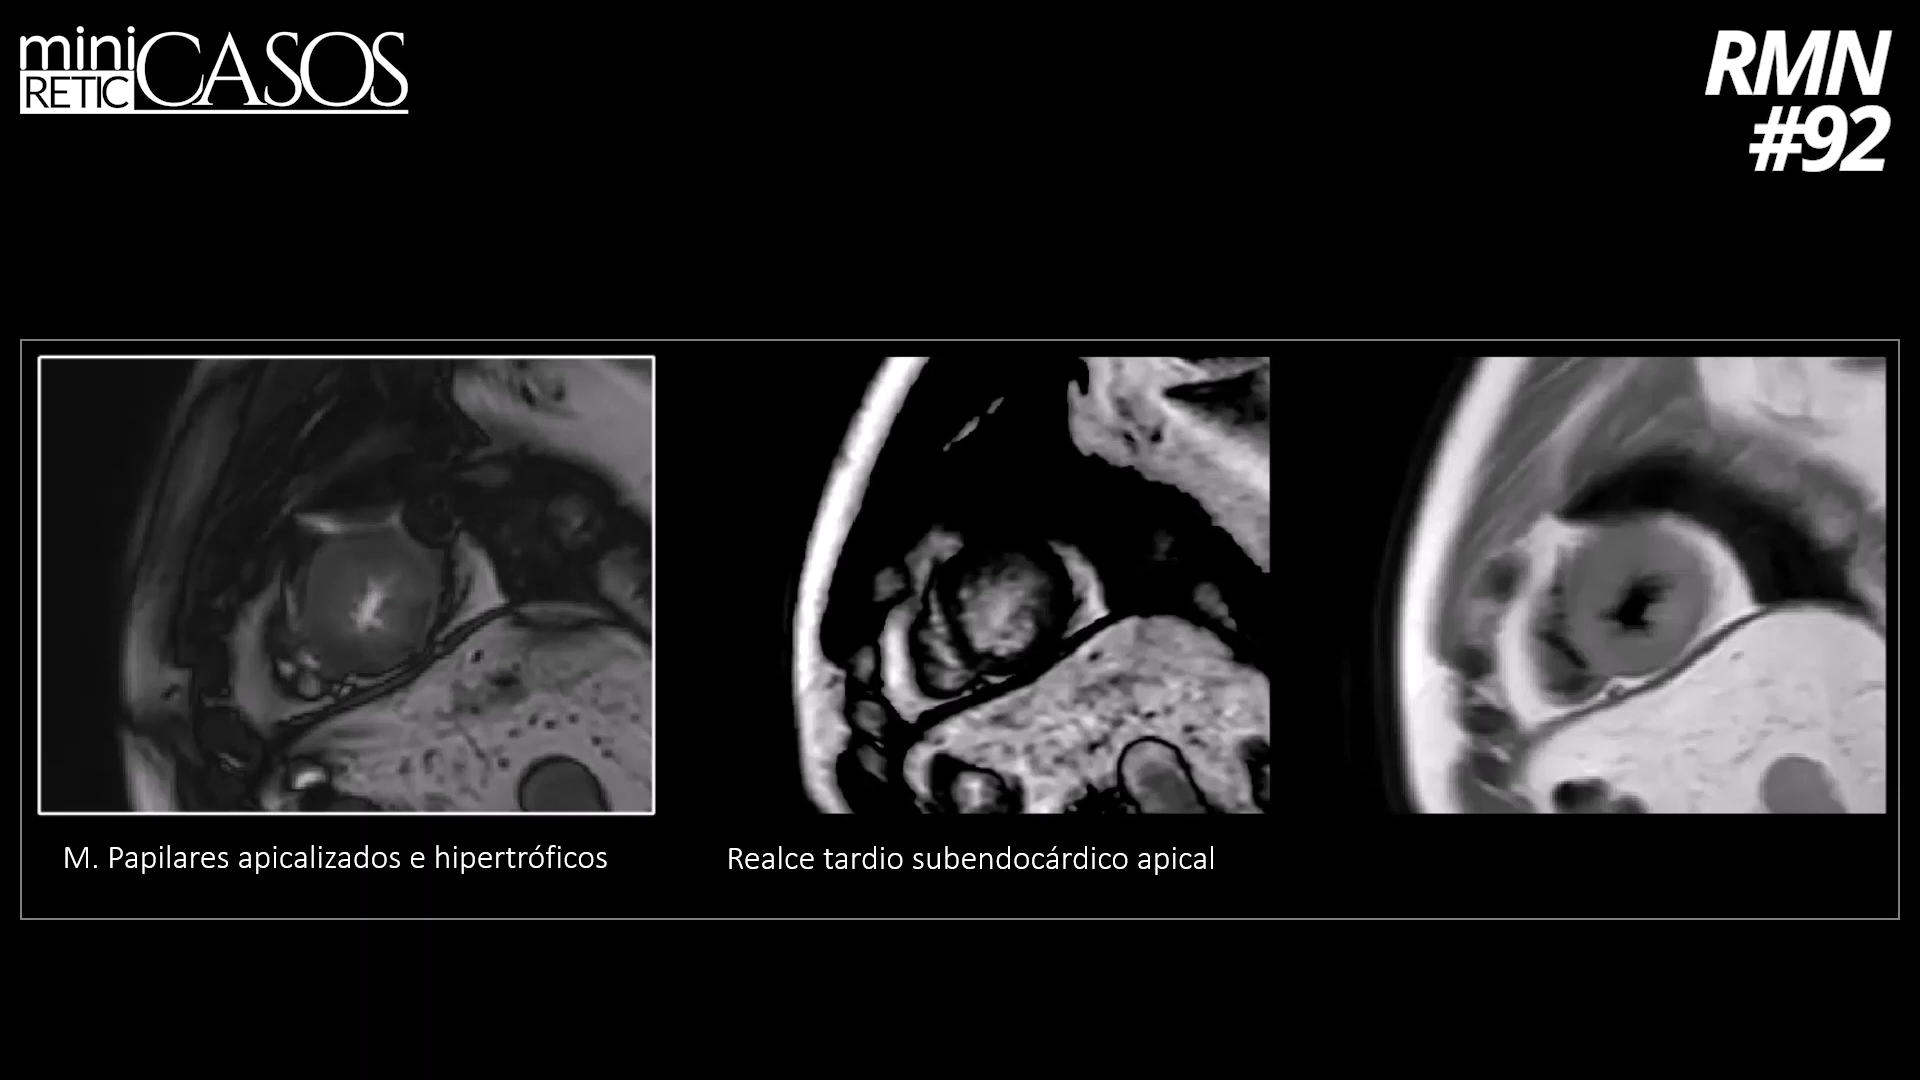 mini
RETIC CASOS
RMN
#92
M. Papilares apicalizados e hipertróficos
Realce tardio subendocárdico apical